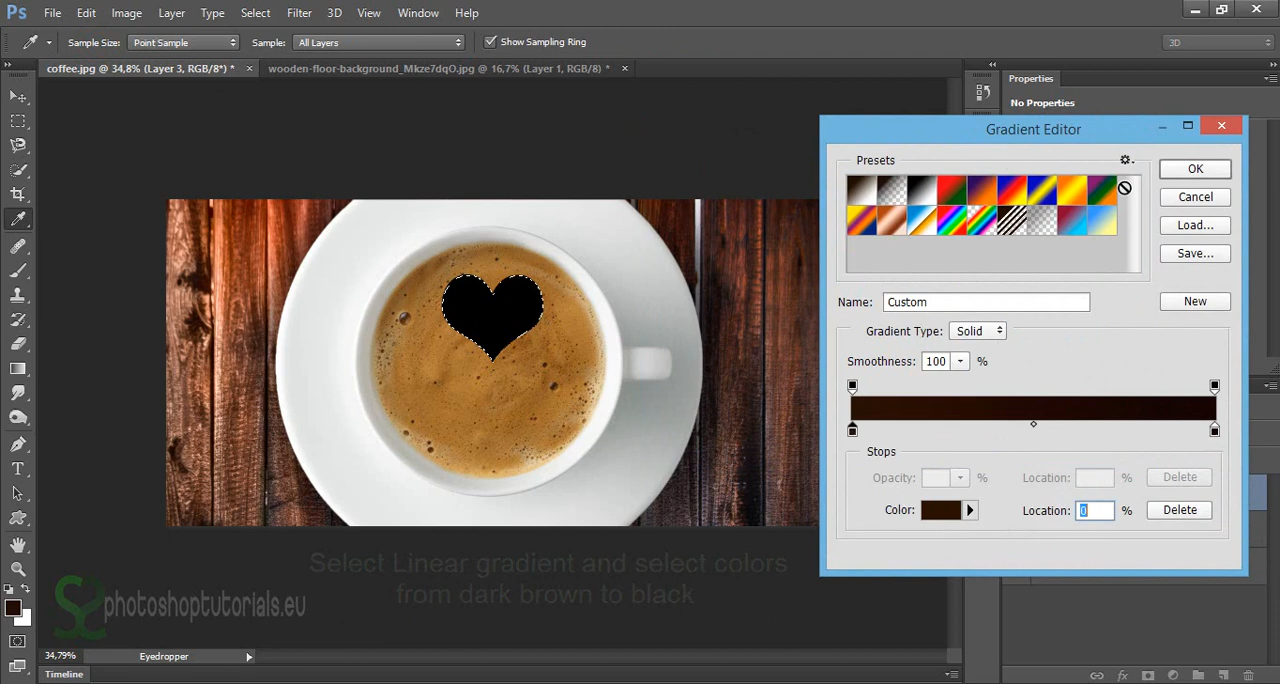 Ps File Edit Image Layer Type Select Filter 3D View Window Help
Sample Size: Point Sample Sample: All Layers Show Sampling Ring 3D
coffee.jpg @ 34,8% (Layer 3, RGB/8*) * × wooden-floor-background_Mkze7dqO.jpg @ 16,7% (Layer 1, RGB/8) * ×
Properties
No Properties
Gradient Editor
Presets
OK
Cancel
Load...
Save...
Name: Custom
New
Gradient Type: Solid
Smoothness: 100 %
Stops
Opacity: % Location: % Delete
Color: Location: 0 % Delete
Select Linear gradient and select colors
from dark brown to black
photoshoptutorials.eu
34,79% Eyedropper
Timeline
fx